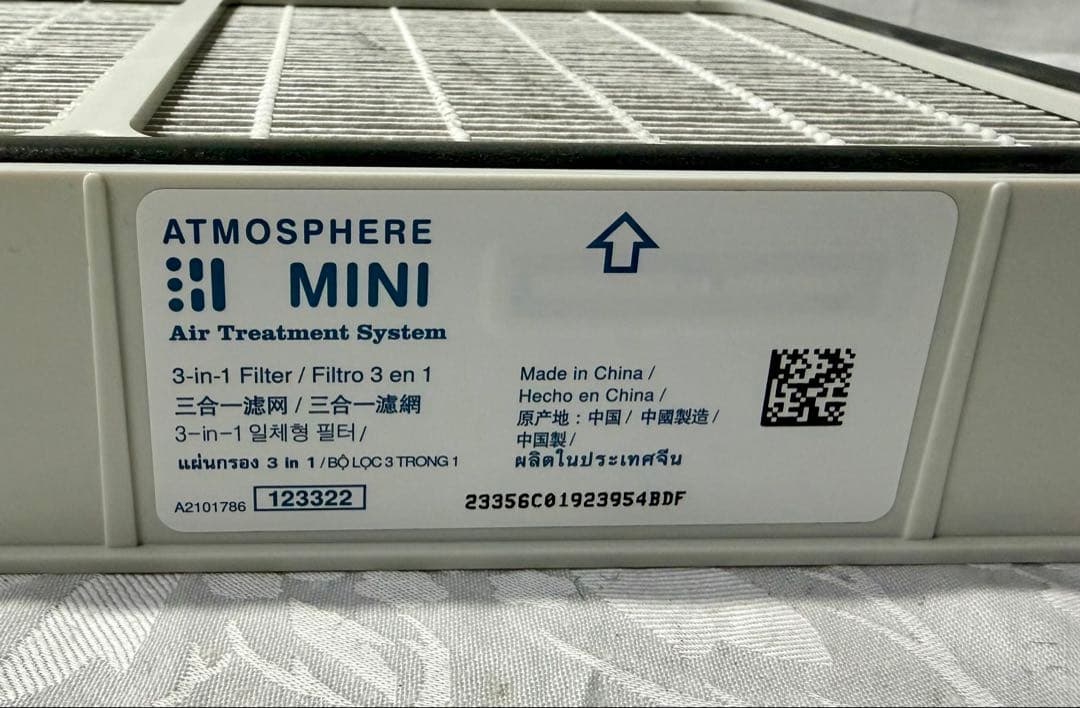 ATMOSPHERE
MINI
Air Treatment System
3-in-1 Filter / Filtro 3 en 1
三合一滤网 / 三合一濾網
3-in-1 일체형 필터/
แผ่นกรอง 3 in 1 / BỘ LỌC 3 TRONG 1
A2101786 123322
Made in China /
Hecho en China /
原产地：中国 / 中國製造 /
中国製 /
ผลิตในประเทศจีน
23356C01923954BDF